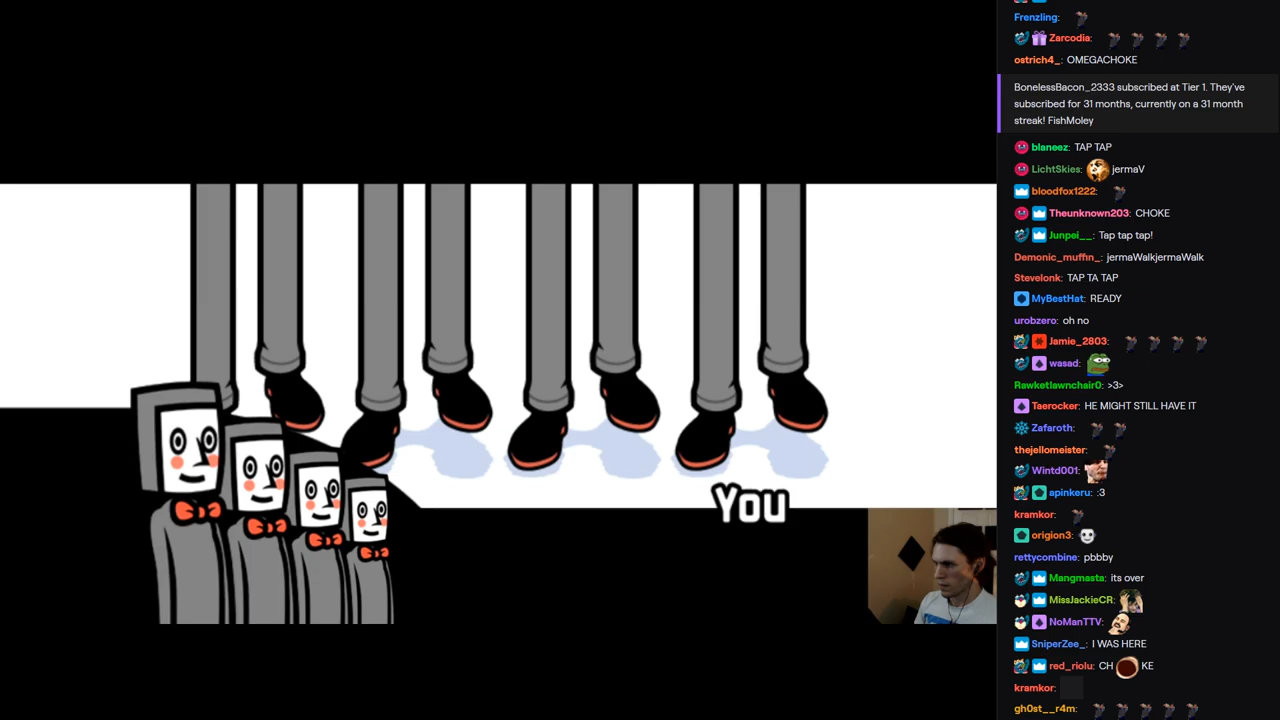 Frenzling:
Zarcodia:
ostrich4_: OMEGACHOKE
BonelessBacon_2333 subscribed at Tier 1. They've
subscribed for 31 months, currently on a 31 month
streak! FishMoley
blaneez: TAP TAP
LichtSkies: jermaV
bloodfox1222:
Theunknown203: CHOKE
Junpei__: Tap tap tap!
Demonic_muffin_: jermaWalkjermaWalk
Stevelonk: TAP TA TAP
MyBestHat: READY
urobzero: oh no
Jamie_2803:
wasad:
Rawketlawnchair0: >3>
Taerocker: HE MIGHT STILL HAVE IT
Zafaroth:
thejellomeister:
Wintd001:
apinkeru: :3
kramkor:
origion3:
rettycombine: pbbby
Mangmasta: its over
MissJackieCR:
NoManTTV:
SniperZee_: I WAS HERE
red_riolu: CH KE
kramkor:
gh0st__r4m:
You